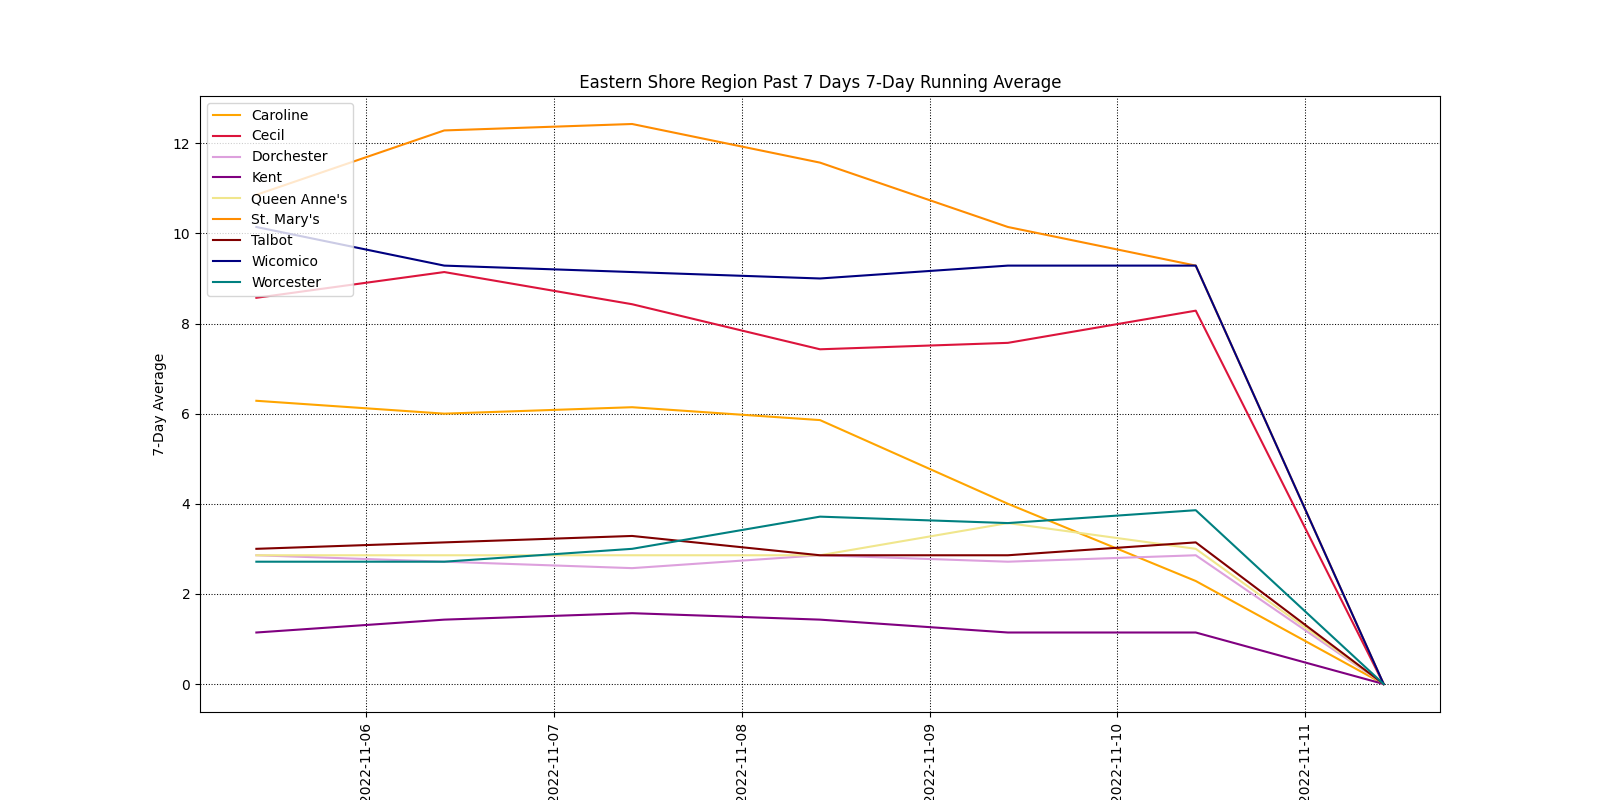 Eastern Shore Region Past 7 Days 7-Day Running Average
Caroline
Cecil
Dorchester
Kent
Queen Anne's
St. Mary's
Talbot
Wicomico
Worcester
12
10
8
6
4
2
0
7-Day Average
2022-11-06
2022-11-07
2022-11-08
2022-11-09
2022-11-10
2022-11-11